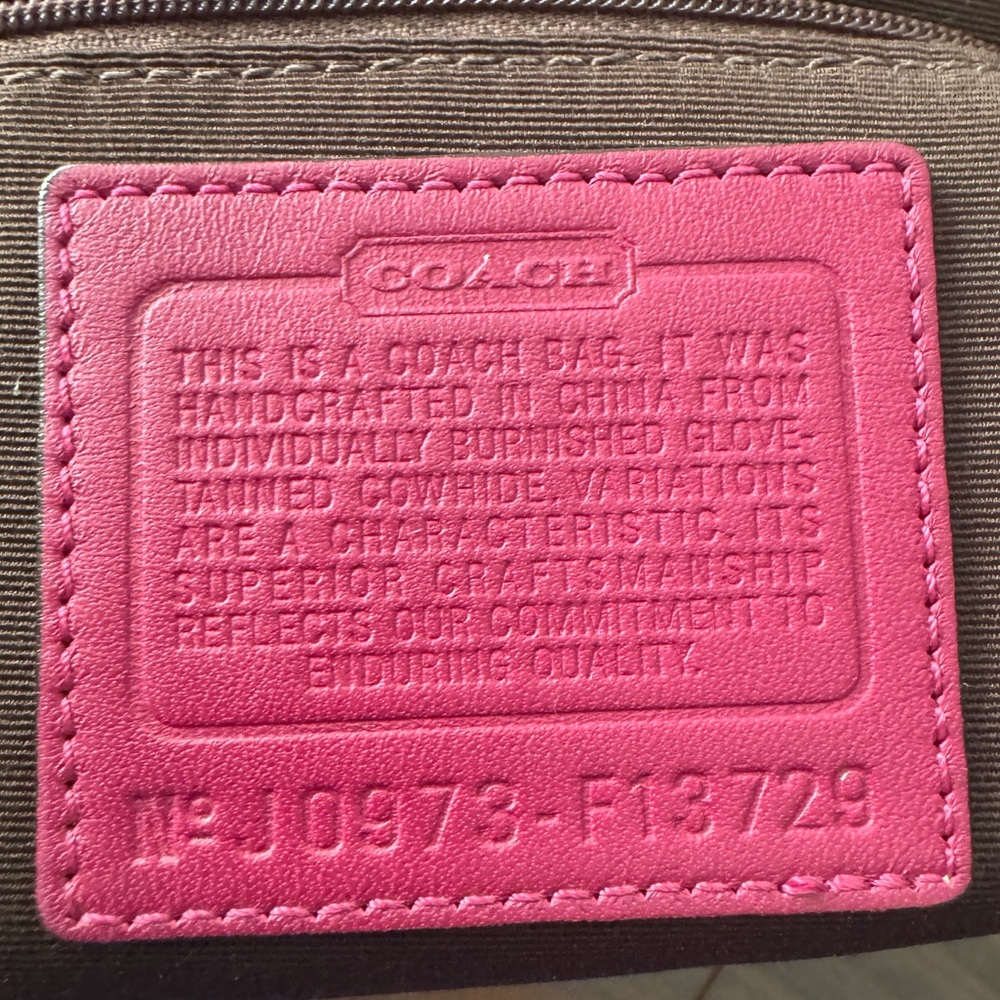 COACH
THIS IS A COACH BAG. IT WAS
HANDCRAFTED IN CHINA FROM
INDIVIDUALLY BURNISHED GLOVE-
TANNED COWHIDE. VARIATIONS
ARE A CHARACTERISTIC. ITS
SUPERIOR CRAFTSMANSHIP
REFLECTS OUR COMMITMENT TO
ENDURING QUALITY.
Nº J0973-F13729